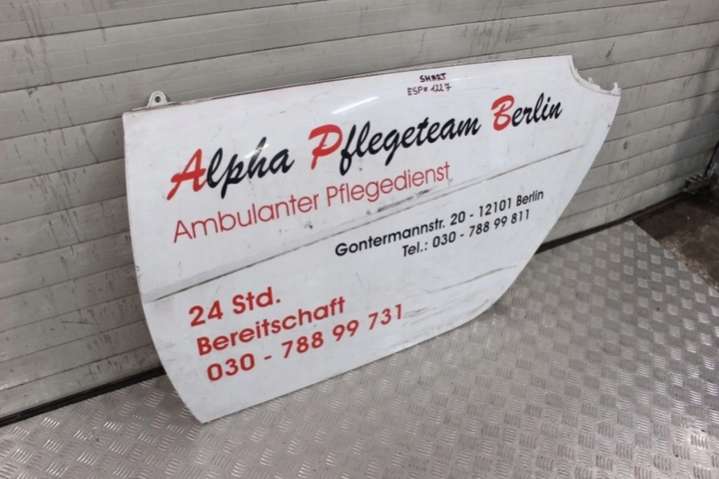 SMART
ESP# 1227
Alpha Pflegeteam Berlin
Ambulanter Pflegedienst
Gontermannstr. 20 - 12101 Berlin
Tel.: 030 - 788 99 811
24 Std.
Bereitschaft
030 - 788 99 731